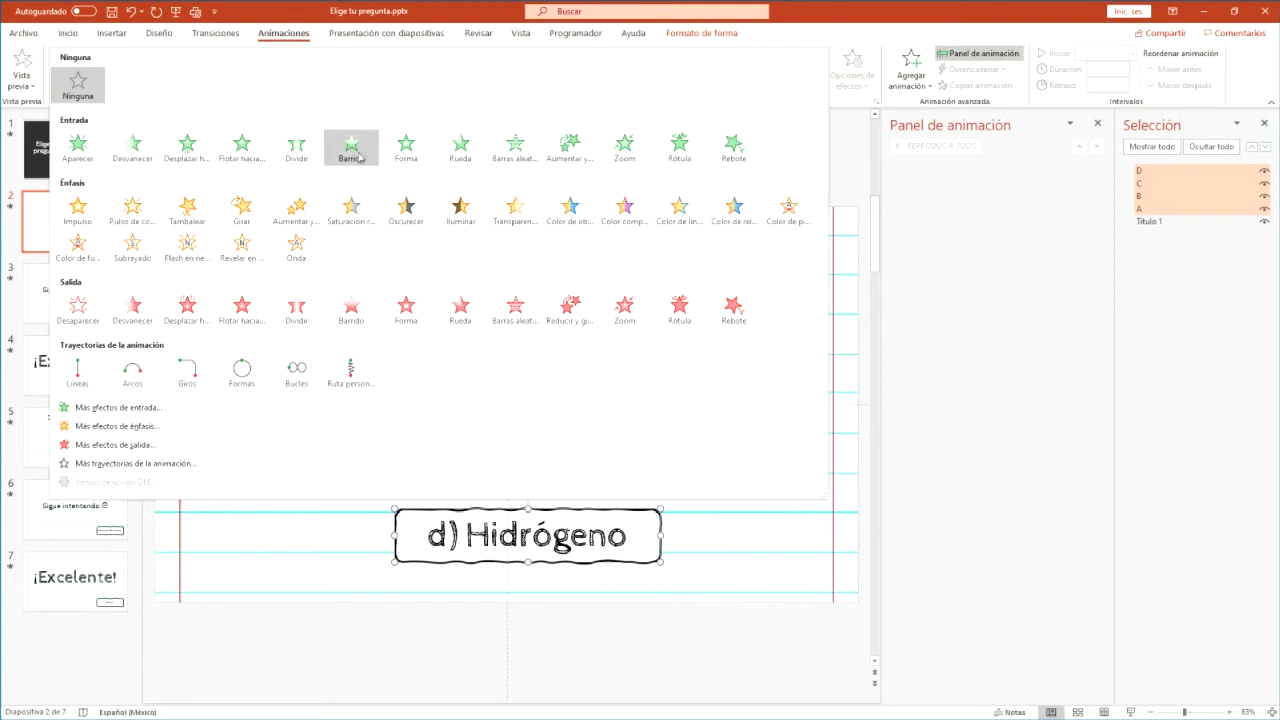 Autoguardado
Elige tu pregunta.pptx
Buscar
Inic. ses.
Archivo Inicio Insertar Diseño Transiciones Animaciones Presentación con diapositivas Revisar Vista Programador Ayuda Formato de forma
Compartir Comentarios
Vista previa
Vista previa
Opciones de efectos
Agregar animación
Panel de animación
Desencadenar
Copiar animación
Animación avanzada
Inicio:
Duración:
Retraso:
Reordenar animación
Mover antes
Mover después
Intervalos
Ninguna
Ninguna
Entrada
Aparecer Desvanecer Desplazar h... Flotar hacia... Dividir Barrido Forma Rueda Barras aleat... Aumentar y... Zoom Rótula Rebote
Énfasis
Impulso Pulso de co... Tambalear Girar Aumentar y... Saturación r... Oscurecer Iluminar Transparen... Color de ob... Color comp... Color de lín... Color de rel... Color de pi...
Color de fu... Subrayado Flash en ne... Revelar en ... Onda
Salida
Desaparecer Desvanecer Desplazar h... Flotar hacia... Dividir Barrido Forma Rueda Barras aleat... Reducir y gi... Zoom Rótula Rebote
Trayectorias de la animación
Líneas Arcos Giros Formas Bucles Ruta person...
Más efectos de entrada...
Más efectos de énfasis...
Más efectos de salida...
Más trayectorias de la animación...
Verbos de acción OLE...
1
2
3
4
5
6
Sigue intentando
7
¡Excelente!
d) Hidrógeno
Panel de animación
REPRODUCIR TODO
Selección
Mostrar todo Ocultar todo
D
C
B
A
Título 1
Diapositiva 2 de 7 Español (México)
Notas
83%